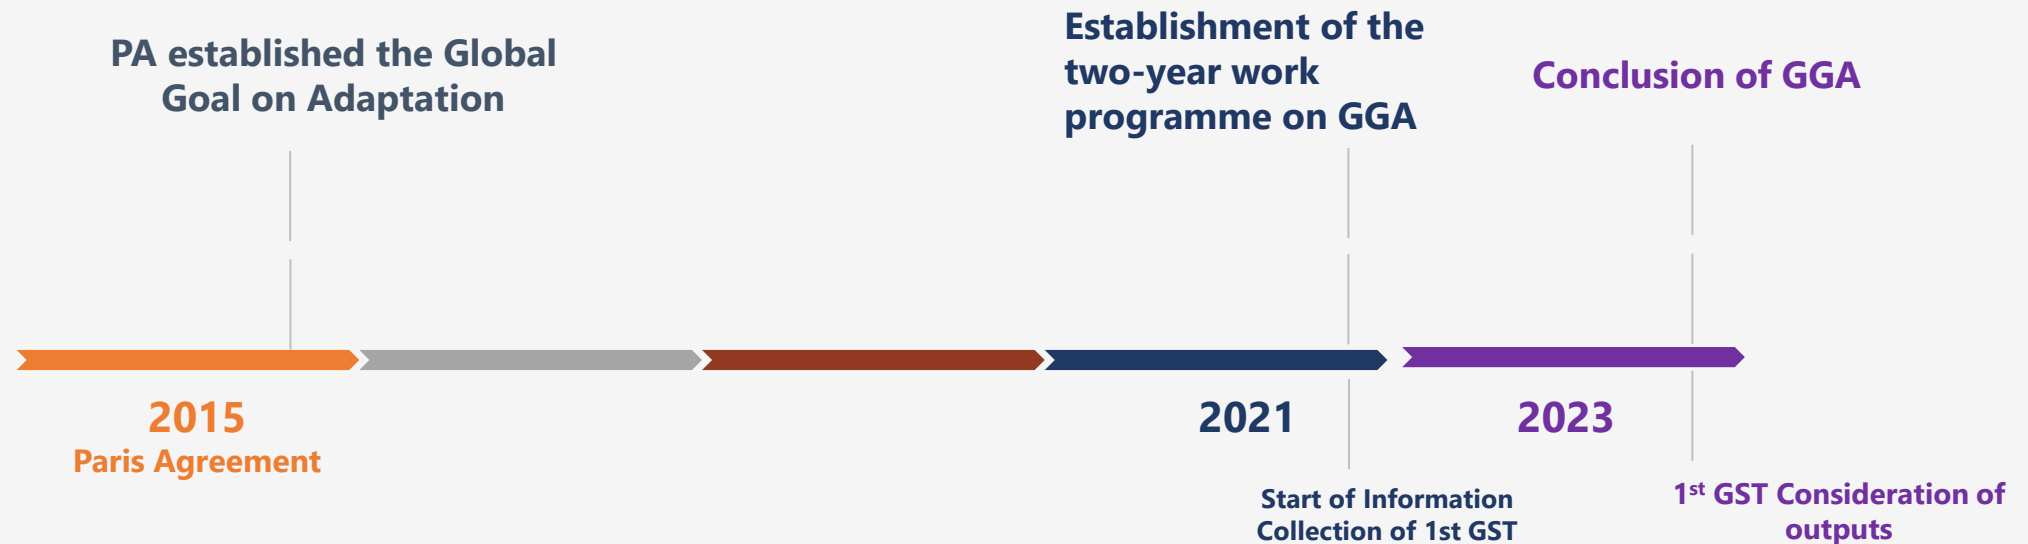 PA established the Global
Goal on Adaptation
Establishment of the
two-year work
programme on GGA
Conclusion of GGA
2015
Paris Agreement
2021
2023
Start of Information
Collection of 1st GST
1st GST Consideration of
outputs